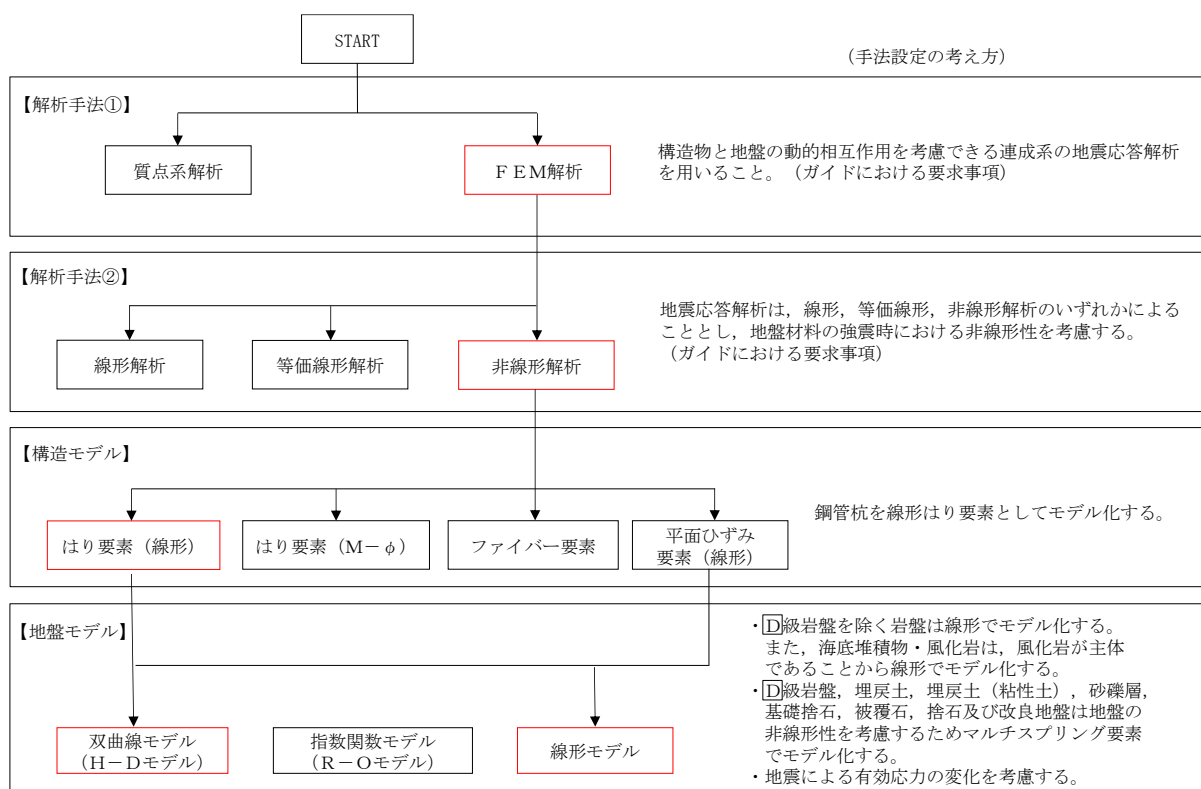 START
（手法設定の考え方）
【解析手法①】
質点系解析
ＦＥＭ解析
構造物と地盤の動的相互作用を考慮できる連成系の地震応答解析
を用いること。（ガイドにおける要求事項）
【解析手法②】
線形解析
等価線形解析
非線形解析
地震応答解析は，線形，等価線形，非線形解析のいずれかによる
こととし，地盤材料の強震時における非線形性を考慮する。
（ガイドにおける要求事項）
【構造モデル】
はり要素（線形）
はり要素（Ｍ－φ）
ファイバー要素
平面ひずみ
要素（線形）
鋼管杭を線形はり要素としてモデル化する。
【地盤モデル】
双曲線モデル
（Ｈ－Ｄモデル）
指数関数モデル
（Ｒ－Ｏモデル）
線形モデル
・Ｄ級岩盤を除く岩盤は線形でモデル化する。
また，海底堆積物・風化岩は，風化岩が主体
であることから線形でモデル化する。
・Ｄ級岩盤，埋戻土，埋戻土（粘性土），砂礫層，
基礎捨石，被覆石，捨石及び改良地盤は地盤の
非線形性を考慮するためマルチスプリング要素
でモデル化する。
・地震による有効応力の変化を考慮する。